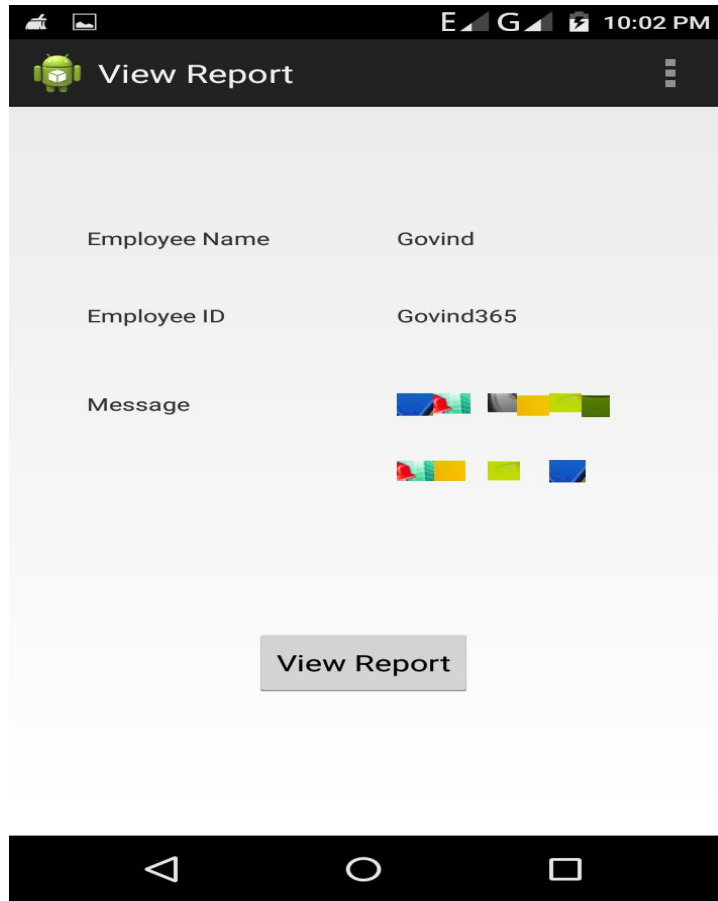 E G 10:02 PM
View Report
Employee Name Govind
Employee ID Govind365
Message
View Report